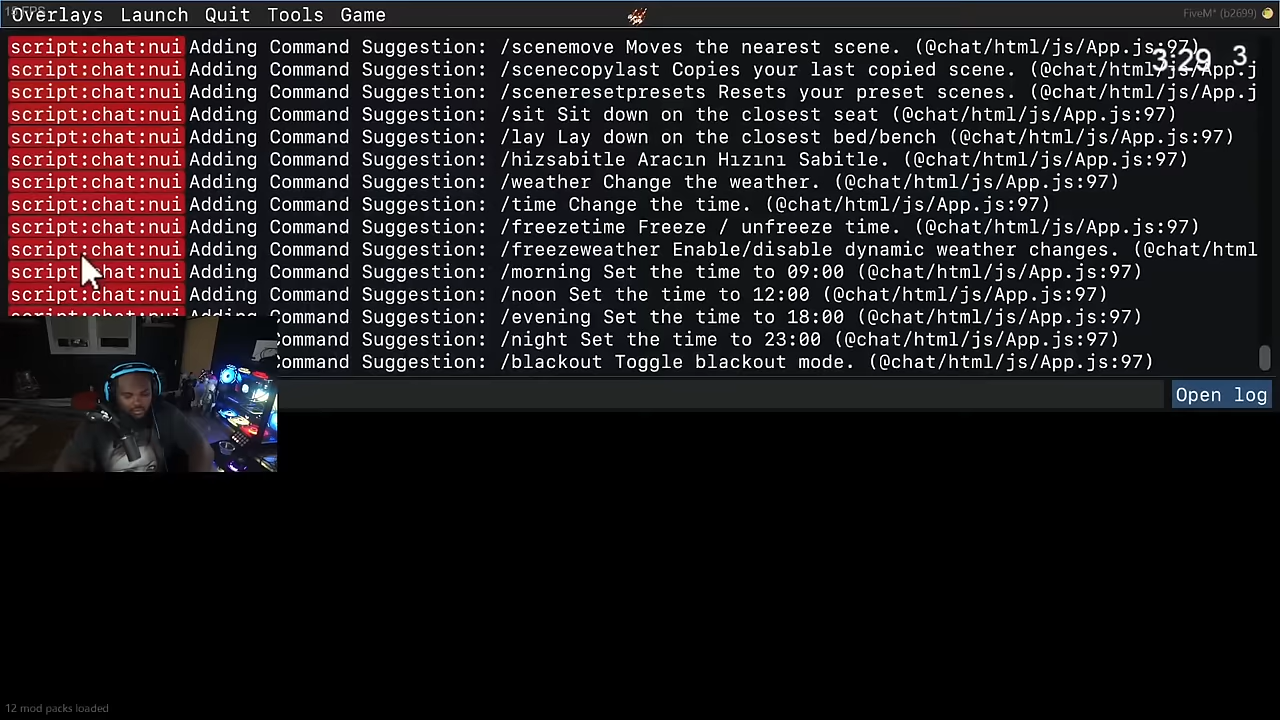 Overlays Launch Quit Tools Game
FiveM* (b2699)
3:29 3
script:chat:nui Adding Command Suggestion: /scenemove Moves the nearest scene. (@chat/html/js/App.js:97)
script:chat:nui Adding Command Suggestion: /scenecopylast Copies your last copied scene. (@chat/html/js/App.j
script:chat:nui Adding Command Suggestion: /sceneresetpresets Resets your preset scenes. (@chat/html/js/App.j
script:chat:nui Adding Command Suggestion: /sit Sit down on the closest seat (@chat/html/js/App.js:97)
script:chat:nui Adding Command Suggestion: /lay Lay down on the closest bed/bench (@chat/html/js/App.js:97)
script:chat:nui Adding Command Suggestion: /hizsabitle Aracın Hızını Sabitle. (@chat/html/js/App.js:97)
script:chat:nui Adding Command Suggestion: /weather Change the weather. (@chat/html/js/App.js:97)
script:chat:nui Adding Command Suggestion: /time Change the time. (@chat/html/js/App.js:97)
script:chat:nui Adding Command Suggestion: /freezetime Freeze / unfreeze time. (@chat/html/js/App.js:97)
script:chat:nui Adding Command Suggestion: /freezeweather Enable/disable dynamic weather changes. (@chat/html
script:chat:nui Adding Command Suggestion: /morning Set the time to 09:00 (@chat/html/js/App.js:97)
script:chat:nui Adding Command Suggestion: /noon Set the time to 12:00 (@chat/html/js/App.js:97)
script:chat:nui Adding Command Suggestion: /evening Set the time to 18:00 (@chat/html/js/App.js:97)
ommand Suggestion: /night Set the time to 23:00 (@chat/html/js/App.js:97)
ommand Suggestion: /blackout Toggle blackout mode. (@chat/html/js/App.js:97)
Open log
12 mod packs loaded